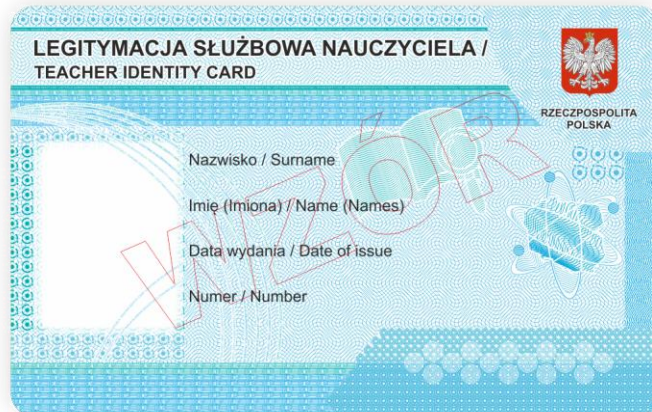 LEGITYMACJA SŁUŻBOWA NAUCZYCIELA /
TEACHER IDENTITY CARD
RZECZPOSPOLITA
POLSKA
Nazwisko / Surname
Imię (Imiona) / Name (Names)
Data wydania / Date of issue
Numer / Number
WZÓR